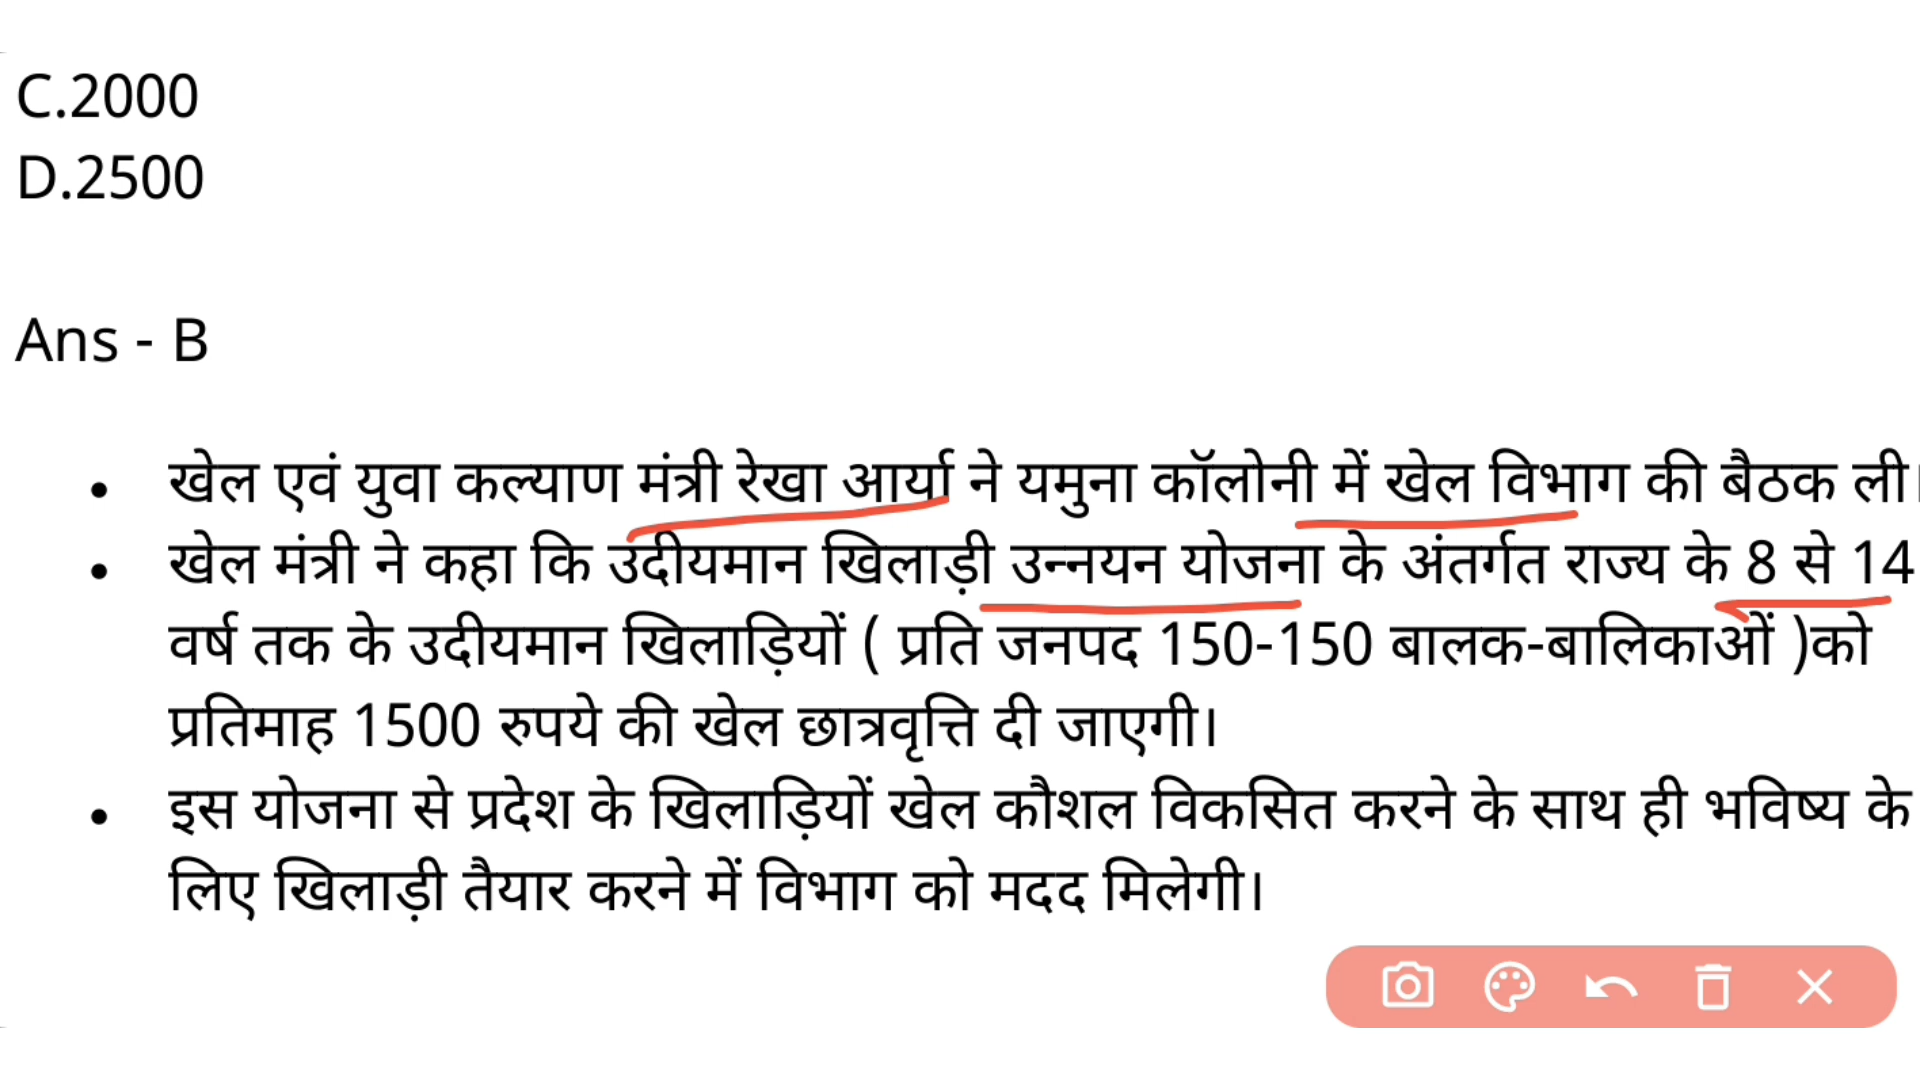 C.2000
D.2500
Ans - B
• खेल एवं युवा कल्याण मंत्री रेखा आर्या ने यमुना कॉलोनी में खेल विभाग की बैठक ली।
• खेल मंत्री ने कहा कि उदीयमान खिलाड़ी उन्नयन योजना के अंतर्गत राज्य के 8 से 14
वर्ष तक के उदीयमान खिलाड़ियों ( प्रति जनपद 150-150 बालक-बालिकाओं )को
प्रतिमाह 1500 रुपये की खेल छात्रवृत्ति दी जाएगी।
• इस योजना से प्रदेश के खिलाड़ियों खेल कौशल विकसित करने के साथ ही भविष्य के
लिए खिलाड़ी तैयार करने में विभाग को मदद मिलेगी।